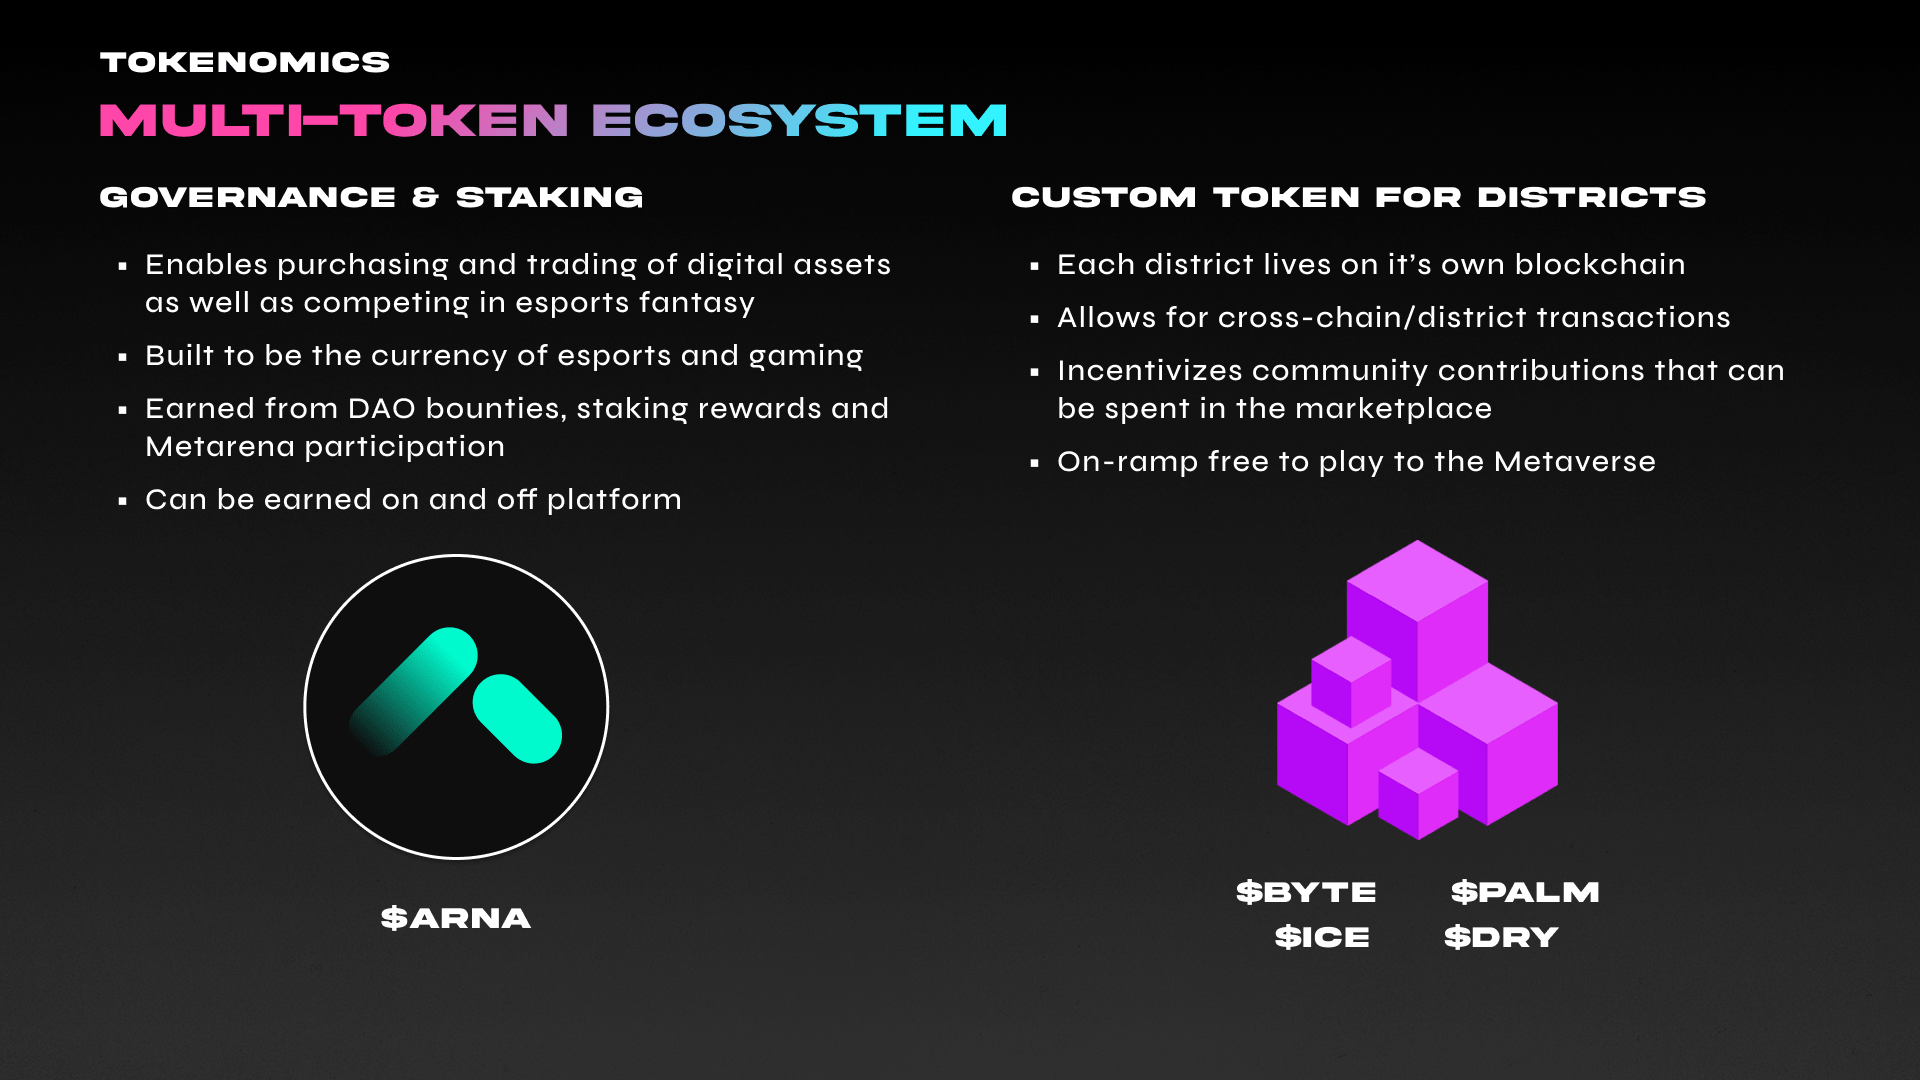 TOKENOMICS
MULTI-TOKEN ECOSYSTEM
GOVERNANCE & STAKING
▪ Enables purchasing and trading of digital assets
as well as competing in esports fantasy
▪ Built to be the currency of esports and gaming
▪ Earned from DAO bounties, staking rewards and
Metarena participation
▪ Can be earned on and off platform
$ARNA
CUSTOM TOKEN FOR DISTRICTS
▪ Each district lives on it’s own blockchain
▪ Allows for cross-chain/district transactions
▪ Incentivizes community contributions that can
be spent in the marketplace
▪ On-ramp free to play to the Metaverse
$BYTE $PALM
$ICE $DRY